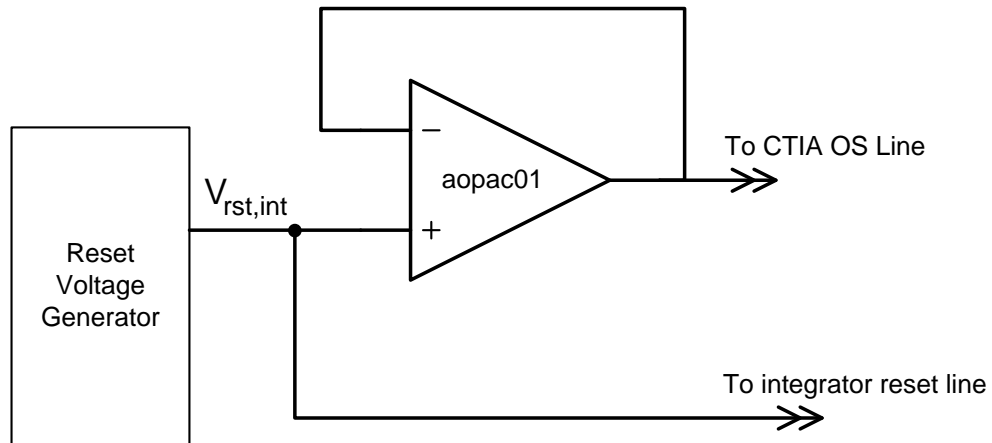 To CTIA OS Line
−
aopac01
V_rst,int
+
Reset
Voltage
Generator
To integrator reset line